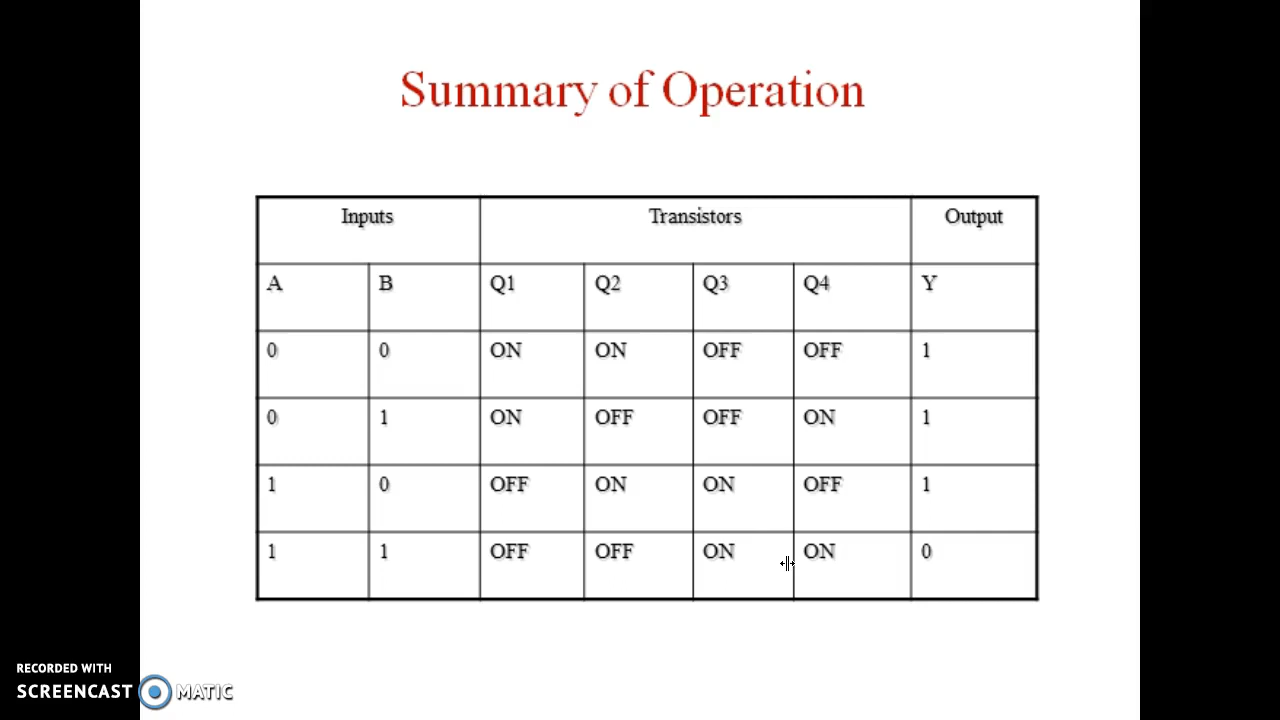 Summary of Operation
Inputs Transistors Output
A B Q1 Q2 Q3 Q4 Y
0 0 ON ON OFF OFF 1
0 1 ON OFF OFF ON 1
1 0 OFF ON ON OFF 1
1 1 OFF OFF ON ON 0
RECORDED WITH
SCREENCAST MATIC